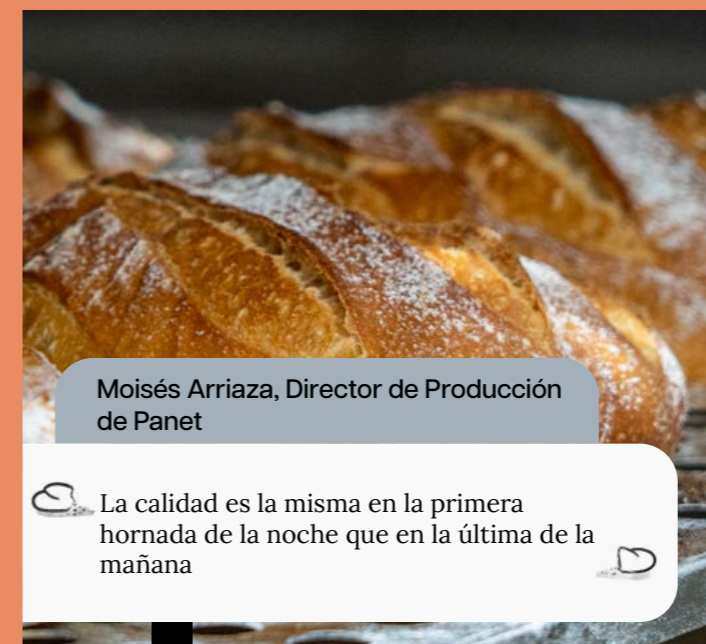 Moisés Arriaza, Director de Producción
de Panet
La calidad es la misma en la primera
hornada de la noche que en la última de la
mañana